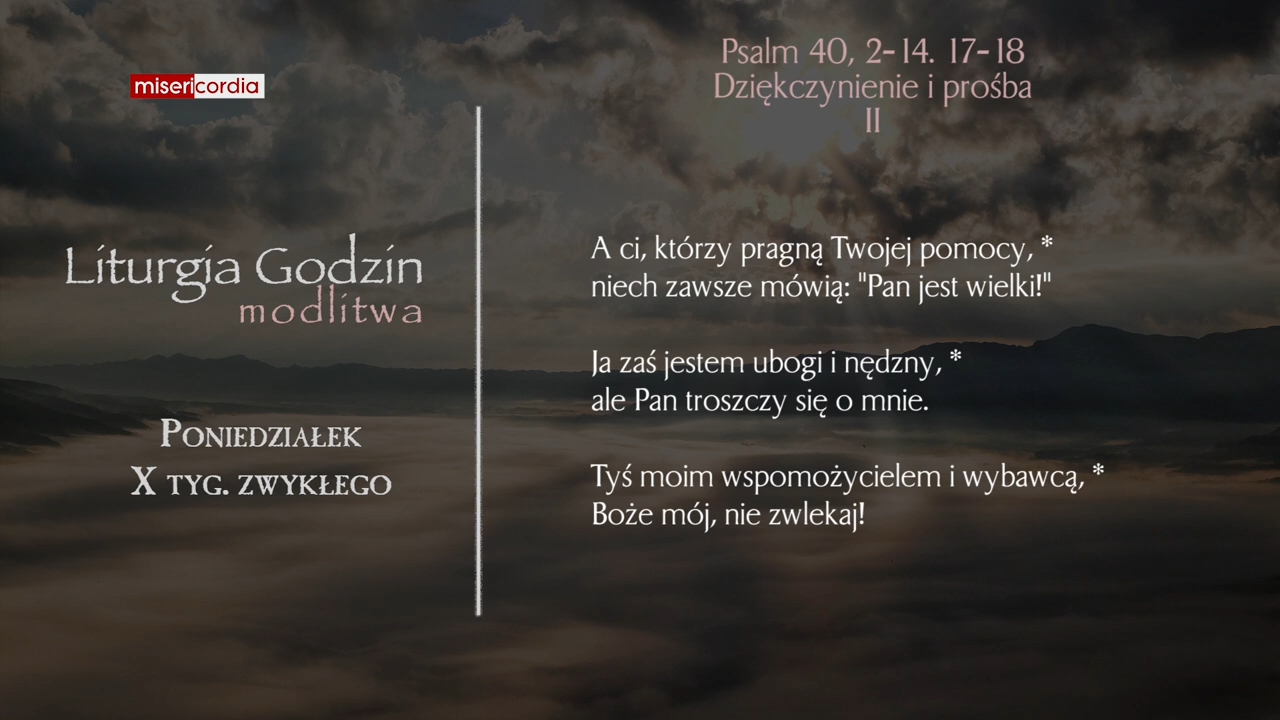 misericordia
Liturgia Godzin
modlitwa
Poniedziałek
X tyg. zwykłego
Psalm 40, 2-14. 17-18
Dziękczynienie i prośba
II
A ci, którzy pragną Twojej pomocy, *
niech zawsze mówią: "Pan jest wielki!"
Ja zaś jestem ubogi i nędzny, *
ale Pan troszczy się o mnie.
Tyś moim wspomożycielem i wybawcą, *
Boże mój, nie zwlekaj!